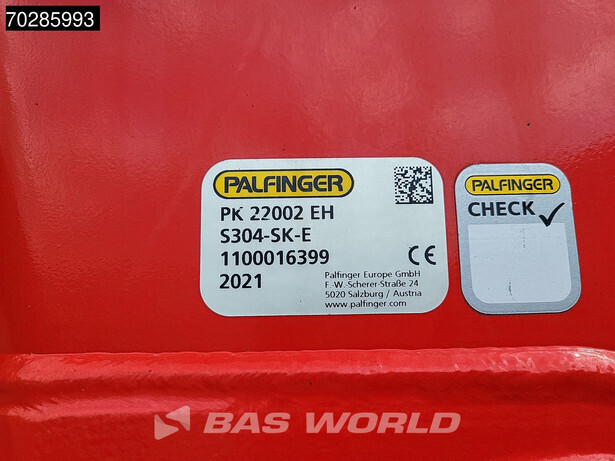 70285993
PALFINGER
PK 22002 EH
S304-SK-E
1100016399
2021
CE
Palfinger Europe GmbH
F.-W.-Scherer-Straße 24
5020 Salzburg / Austria
www.palfinger.com
PALFINGER
CHECK
BAS WORLD